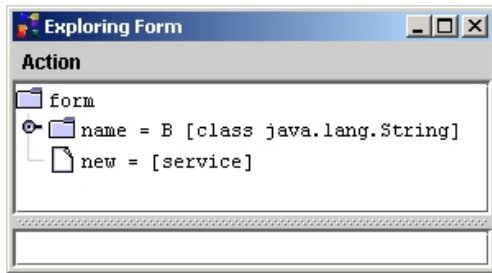 Exploring Form
Action
form
name = B [class java.lang.String]
new = [service]